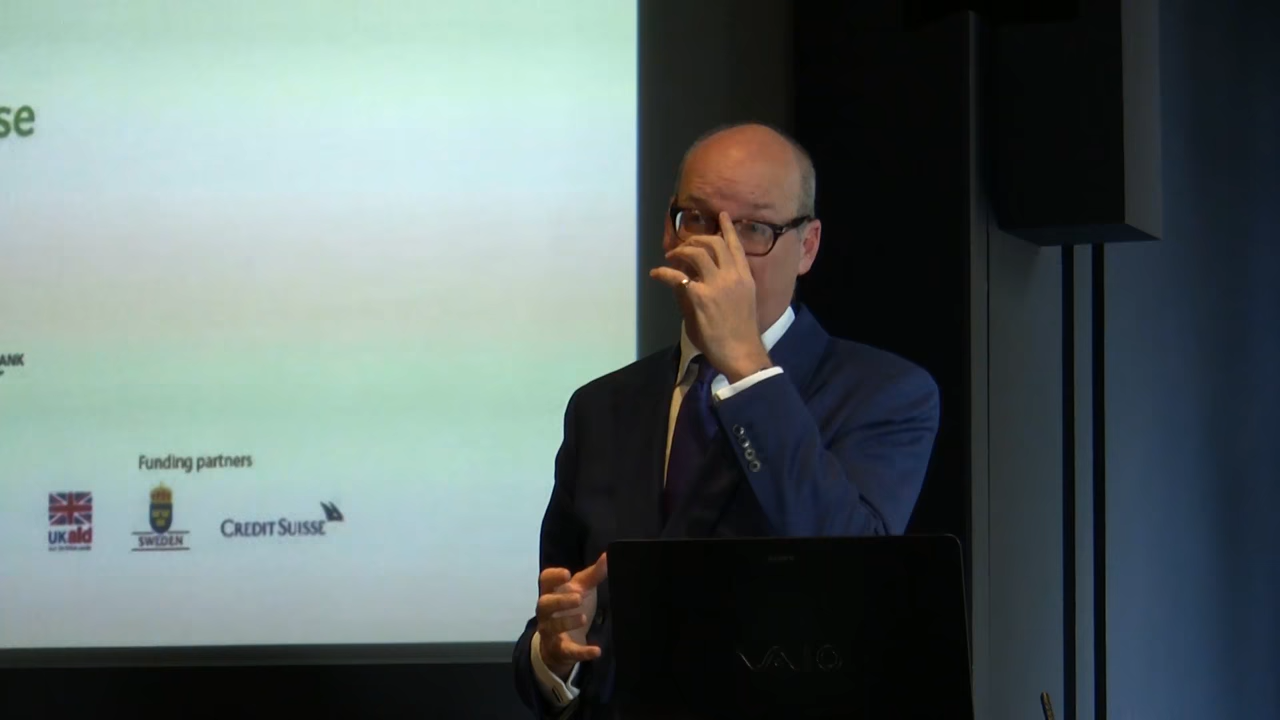 se
ANK
Funding partners
UKaid
SWEDEN
CREDIT SUISSE
VAIO